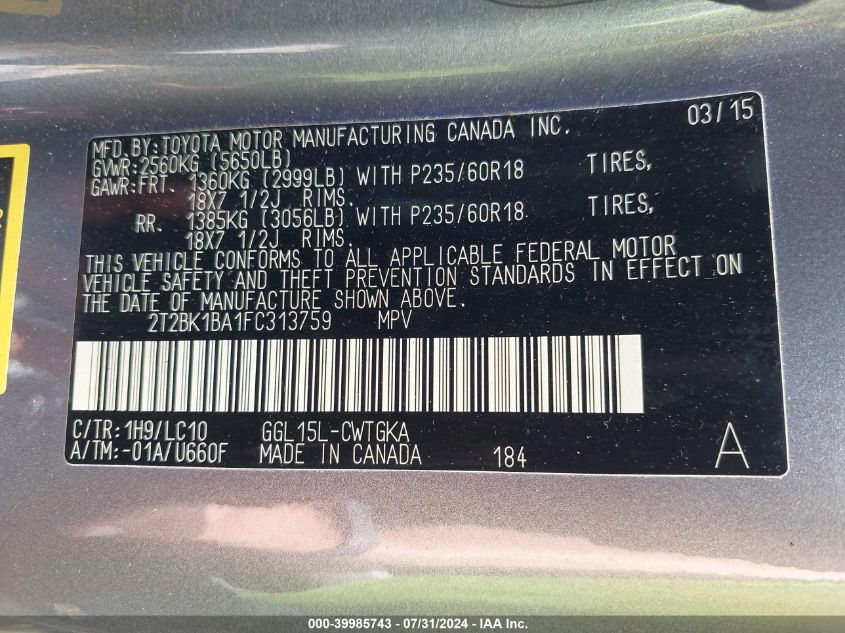 03/15
MFD. BY: TOYOTA MOTOR MANUFACTURING CANADA INC.
GVWR: 2560KG (5650LB)
GAWR: FRT. 1360KG (2999LB) WITH P235/60R18 TIRES,
18X7 1/2J RIMS.
RR. 1385KG (3056LB) WITH P235/60R18 TIRES,
18X7 1/2J RIMS.
THIS VEHICLE CONFORMS TO ALL APPLICABLE FEDERAL MOTOR
VEHICLE SAFETY AND THEFT PREVENTION STANDARDS IN EFFECT ON
THE DATE OF MANUFACTURE SHOWN ABOVE.
2T2BK1BA1FC313759 MPV
C/TR: 1H9/LC10 GGL15L-CWTGKA
A/TM: -01A/U660F MADE IN CANADA 184 A
000-39985743 - 07/31/2024 - IAA Inc.